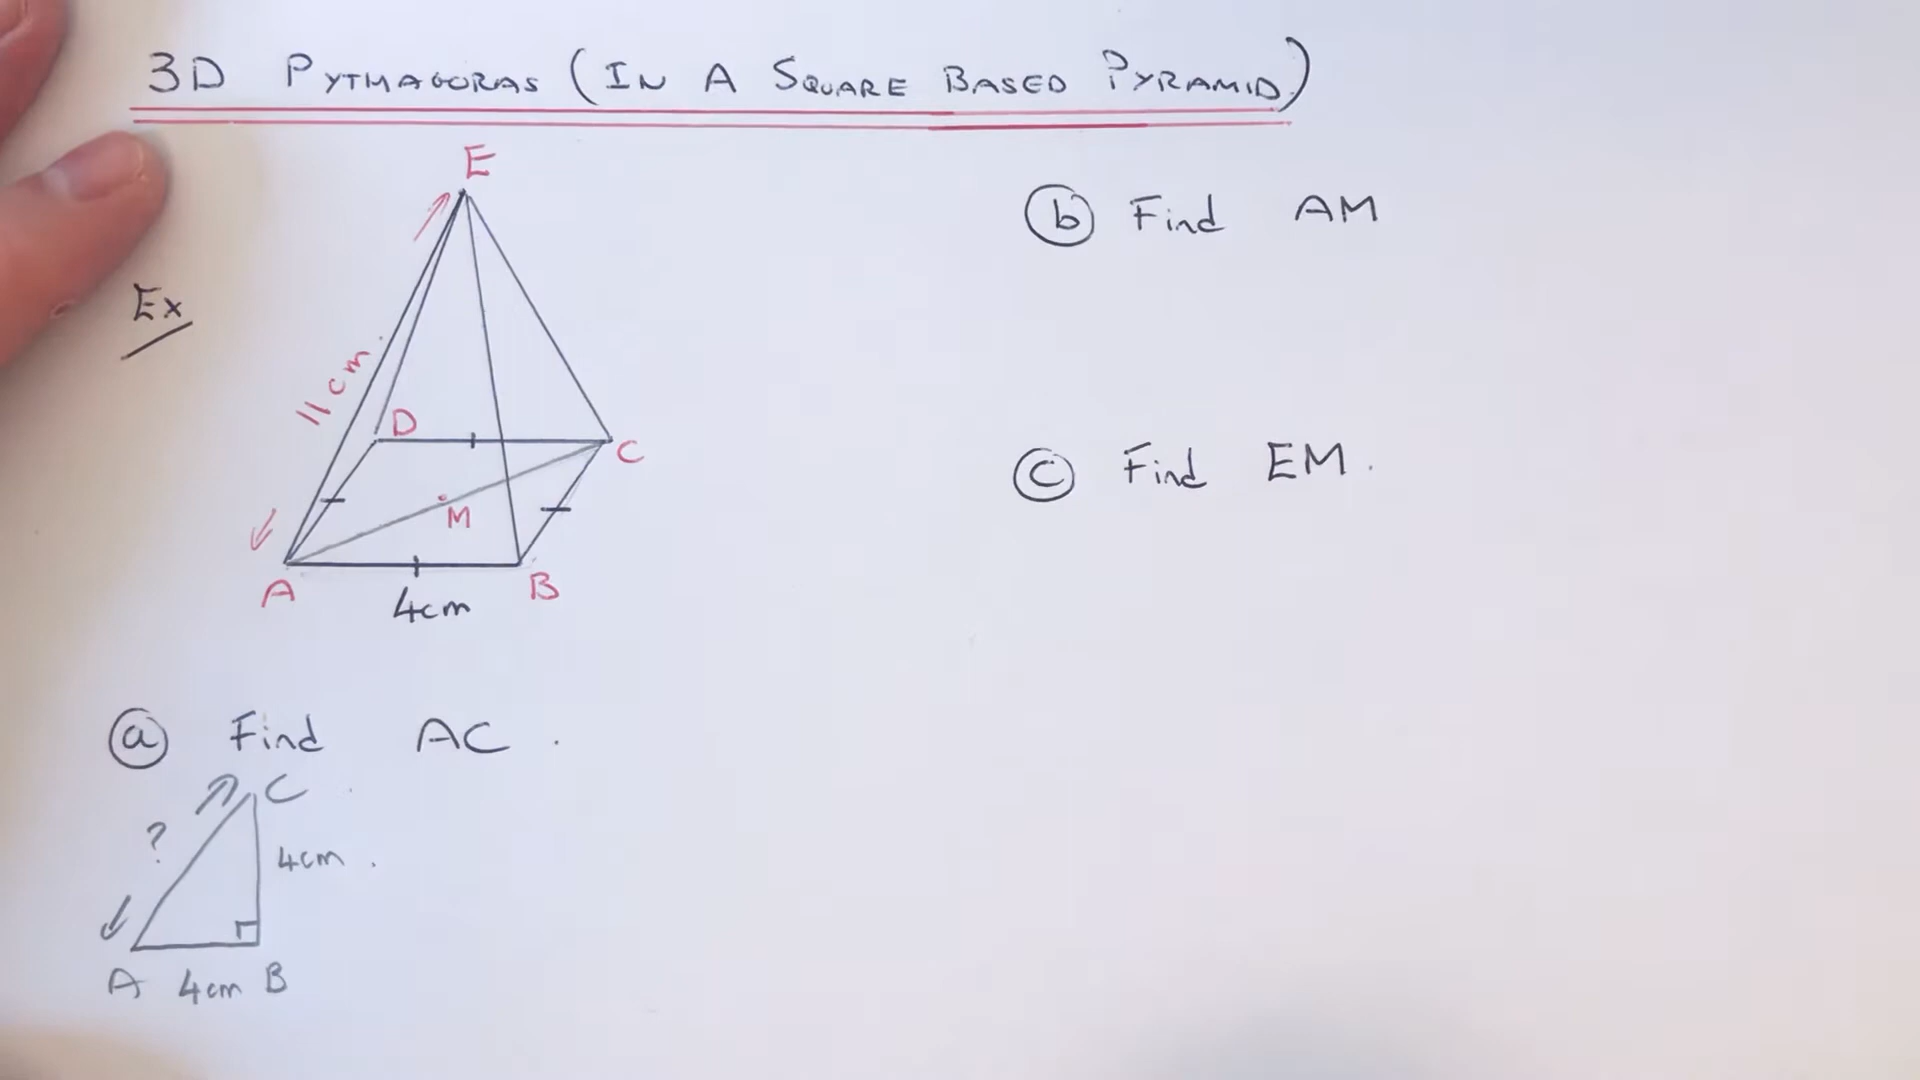 3D PYTHAGORAS (IN A SQUARE BASED PYRAMID)
E
Ex
11cm
D
C
M
A
B
4cm
(a) Find AC.
C
?
4cm
A 4cm B
(b) Find AM
(c) Find EM.